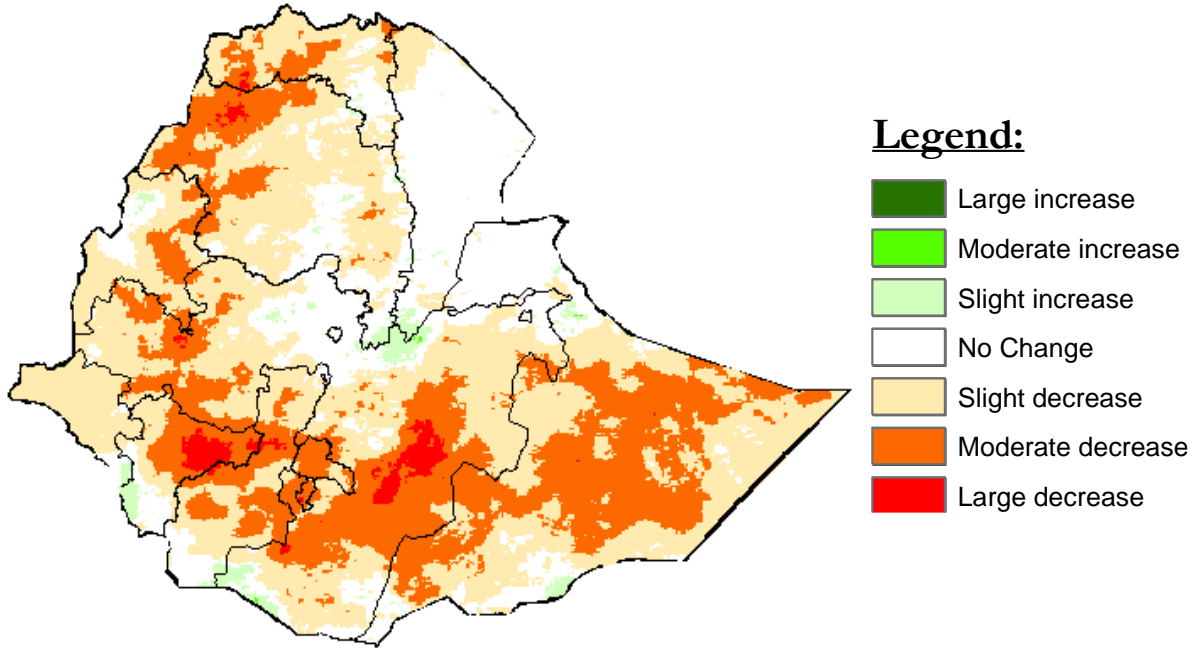 Legend:
Large increase
Moderate increase
Slight increase
No Change
Slight decrease
Moderate decrease
Large decrease